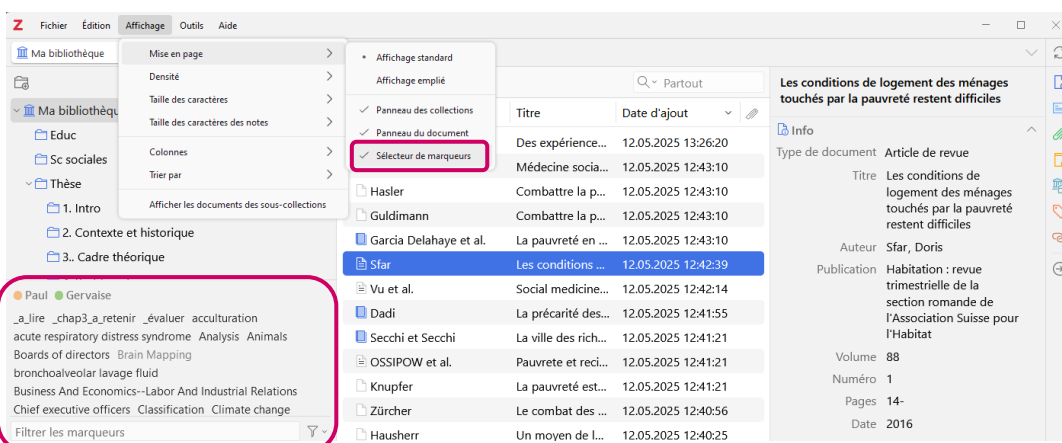 Z Fichier Édition Affichage Outils Aide
Ma bibliothèque
Mise en page
Densité
Taille des caractères
Taille des caractères des notes
Colonnes
Trier par
Afficher les documents des sous-collections
Affichage standard
Affichage emplié
Panneau des collections
Panneau du document
Sélecteur de marqueurs
Partout
Ma bibliothèqu
Educ
Sc sociales
Thèse
1. Intro
2. Contexte et historique
3.. Cadre théorique
Paul Gervaise
_a_lire _chap3_a_retenir _évaluer acculturation
acute respiratory distress syndrome Analysis Animals
Boards of directors Brain Mapping
bronchoalveolar lavage fluid
Business And Economics--Labor And Industrial Relations
Chief executive officers Classification Climate change
Filtrer les marqueurs
Titre Date d'ajout
Des expérience... 12.05.2025 13:26:20
Médecine socia... 12.05.2025 12:43:10
Hasler Combattre la p... 12.05.2025 12:43:10
Guldimann Combattre la p... 12.05.2025 12:43:10
Garcia Delahaye et al. La pauvreté en ... 12.05.2025 12:43:10
Sfar Les conditions ... 12.05.2025 12:42:39
Vu et al. Social medicine... 12.05.2025 12:42:14
Dadi La précarité des... 12.05.2025 12:41:55
Secchi et Secchi La ville des rich... 12.05.2025 12:41:21
OSSIPOW et al. Pauvrete et reci... 12.05.2025 12:41:21
Knupfer La pauvreté est... 12.05.2025 12:41:21
Zürcher Le combat des ... 12.05.2025 12:40:56
Hausherr Un moyen de l... 12.05.2025 12:40:25
Les conditions de logement des ménages
touchés par la pauvreté restent difficiles
Info
Type de document Article de revue
Titre Les conditions de
logement des ménages
touchés par la pauvreté
restent difficiles
Auteur Sfar, Doris
Publication Habitation : revue
trimestrielle de la
section romande de
l'Association Suisse pour
l'Habitat
Volume 88
Numéro 1
Pages 14-
Date 2016